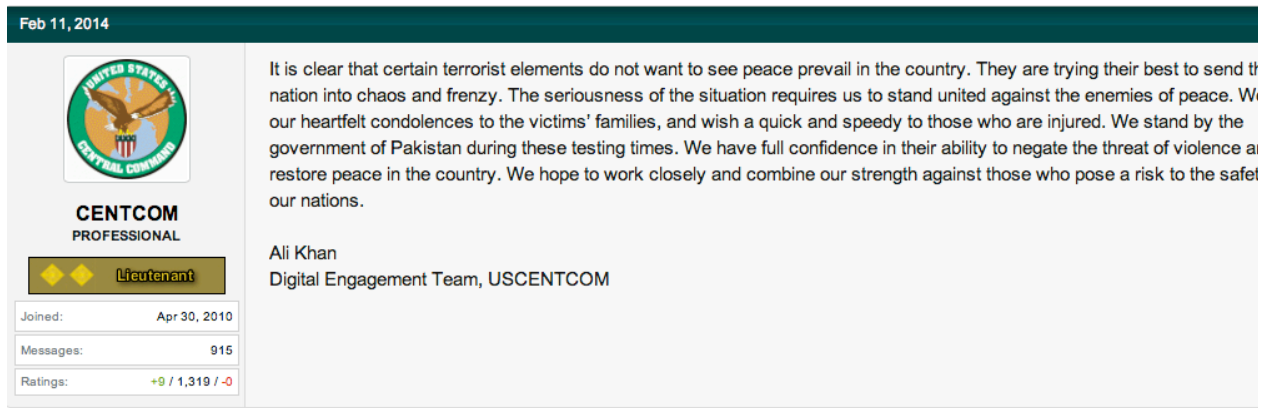 Feb 11, 2014
UNITED STATES
CENTRAL COMMAND
CENTCOM
PROFESSIONAL
Lieutenant
Joined: Apr 30, 2010
Messages: 915
Ratings: +9 / 1,319 / -0
It is clear that certain terrorist elements do not want to see peace prevail in the country. They are trying their best to send
nation into chaos and frenzy. The seriousness of the situation requires us to stand united against the enemies of peace.
our heartfelt condolences to the victims' families, and wish a quick and speedy to those who are injured. We stand by the
government of Pakistan during these testing times. We have full confidence in their ability to negate the threat of violence
restore peace in the country. We hope to work closely and combine our strength against those who pose a risk to the
our nations.
Ali Khan
Digital Engagement Team, USCENTCOM